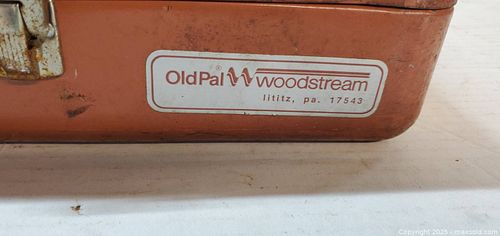 OldPal® W woodstream
lititz, pa. 17543
Copyright 2025 - maxsold.com